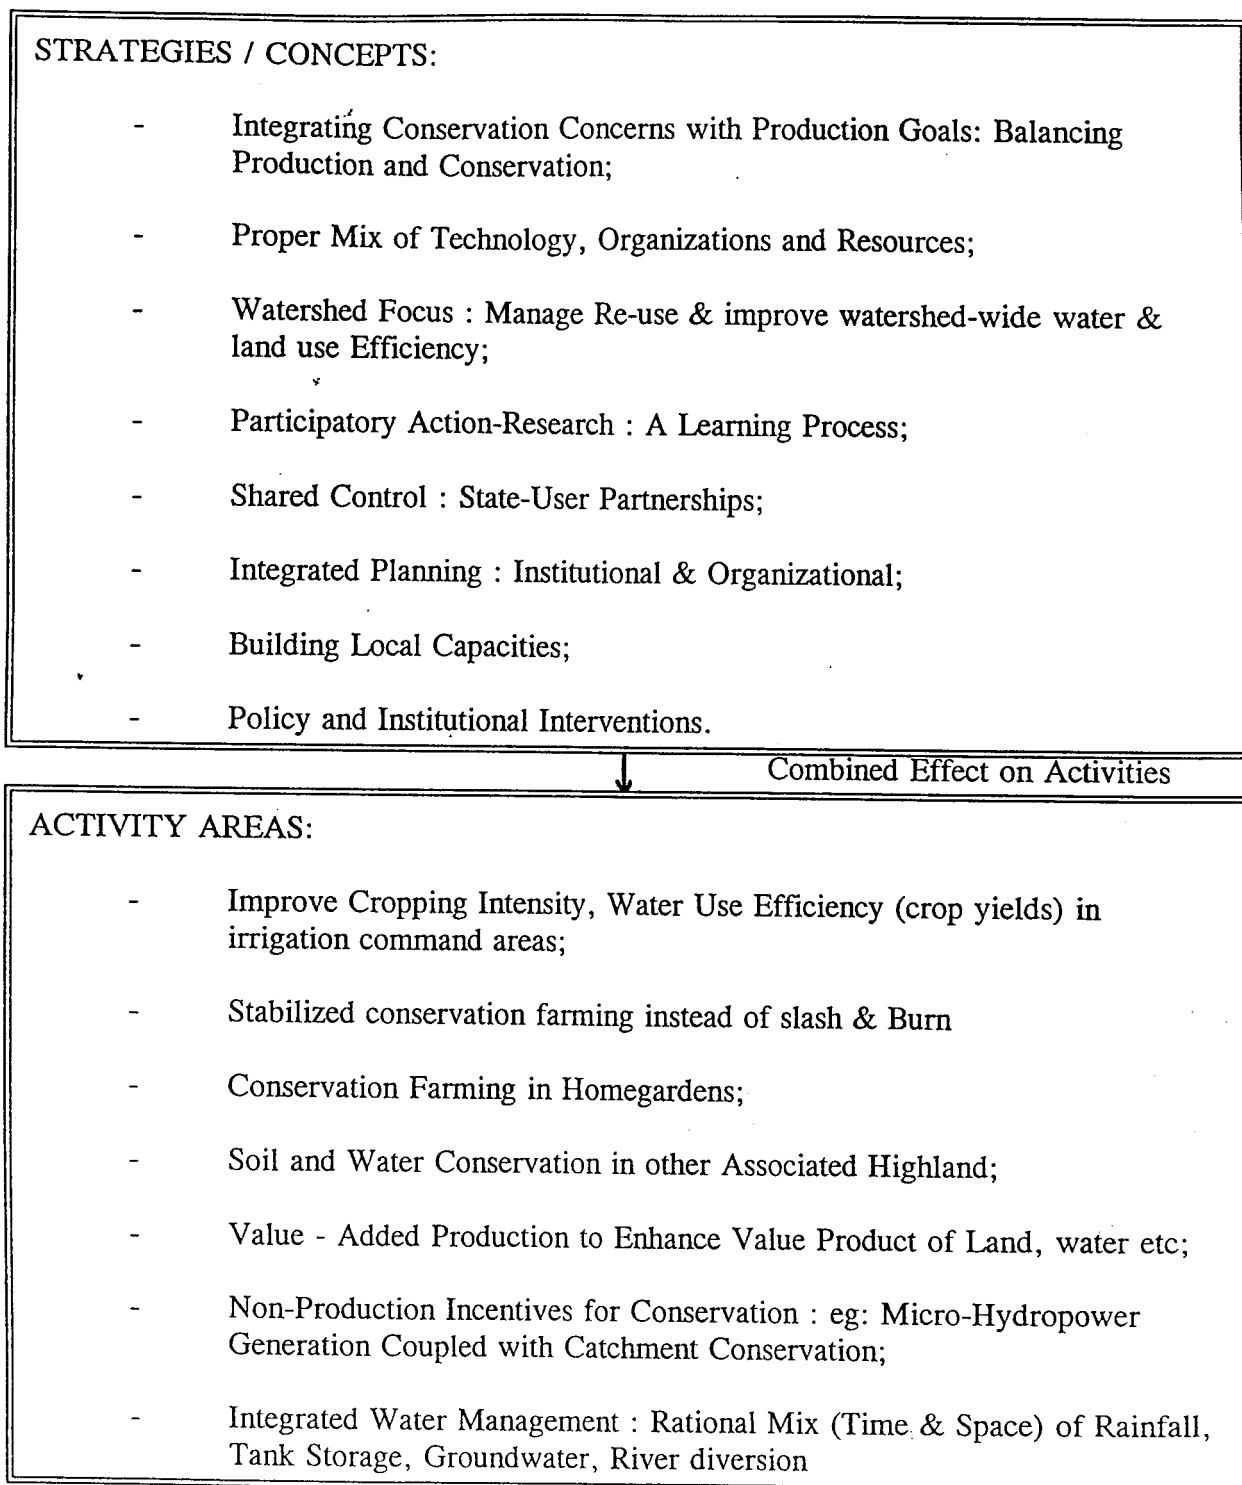 STRATEGIES / CONCEPTS:
- Integrating Conservation Concerns with Production Goals: Balancing
Production and Conservation;
- Proper Mix of Technology, Organizations and Resources;
- Watershed Focus : Manage Re-use & improve watershed-wide water &
land use Efficiency;
- Participatory Action-Research : A Learning Process;
- Shared Control : State-User Partnerships;
- Integrated Planning : Institutional & Organizational;
- Building Local Capacities;
- Policy and Institutional Interventions.
Combined Effect on Activities
ACTIVITY AREAS:
- Improve Cropping Intensity, Water Use Efficiency (crop yields) in
irrigation command areas;
- Stabilized conservation farming instead of slash & Burn
- Conservation Farming in Homegardens;
- Soil and Water Conservation in other Associated Highland;
- Value - Added Production to Enhance Value Product of Land, water etc;
- Non-Production Incentives for Conservation : eg: Micro-Hydropower
Generation Coupled with Catchment Conservation;
- Integrated Water Management : Rational Mix (Time & Space) of Rainfall,
Tank Storage, Groundwater, River diversion